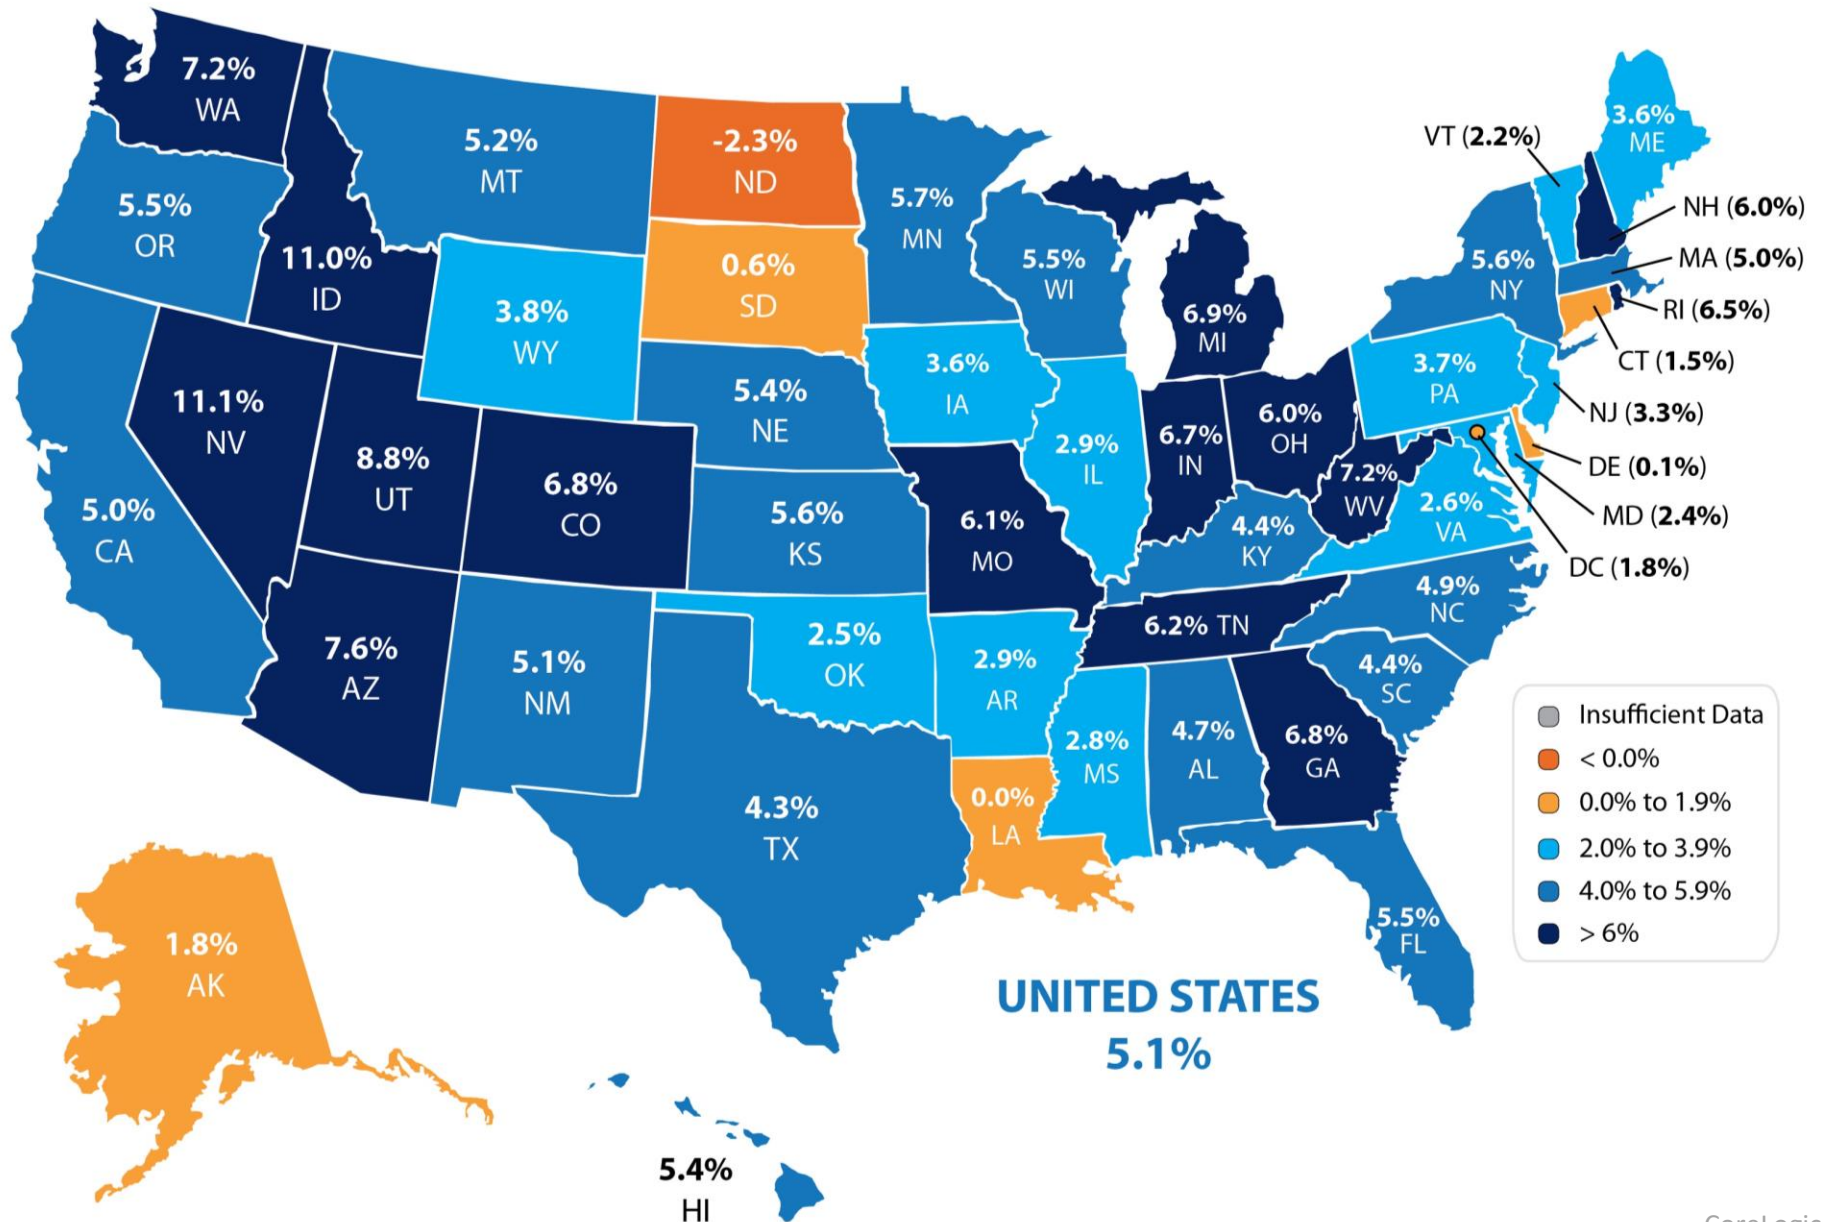 7.2%
WA
5.2%
MT
-2.3%
ND
5.7%
MN
3.6%
ME
VT (2.2%)
NH (6.0%)
5.5%
OR
11.0%
ID
0.6%
SD
5.5%
WI
5.6%
NY
MA (5.0%)
RI (6.5%)
CT (1.5%)
3.8%
WY
6.9%
MI
3.6%
IA
3.7%
PA
NJ (3.3%)
DE (0.1%)
MD (2.4%)
DC (1.8%)
11.1%
NV
8.8%
UT
6.8%
CO
5.4%
NE
2.9%
IL
6.7%
IN
6.0%
OH
7.2%
WV
2.6%
VA
5.0%
CA
5.6%
KS
6.1%
MO
4.4%
KY
4.9%
NC
6.2% TN
7.6%
AZ
5.1%
NM
2.5%
OK
2.9%
AR
4.4%
SC
4.3%
TX
0.0%
LA
2.8%
MS
4.7%
AL
6.8%
GA
5.5%
FL
Insufficient Data
< 0.0%
0.0% to 1.9%
2.0% to 3.9%
4.0% to 5.9%
> 6%
1.8%
AK
UNITED STATES
5.1%
5.4%
HI